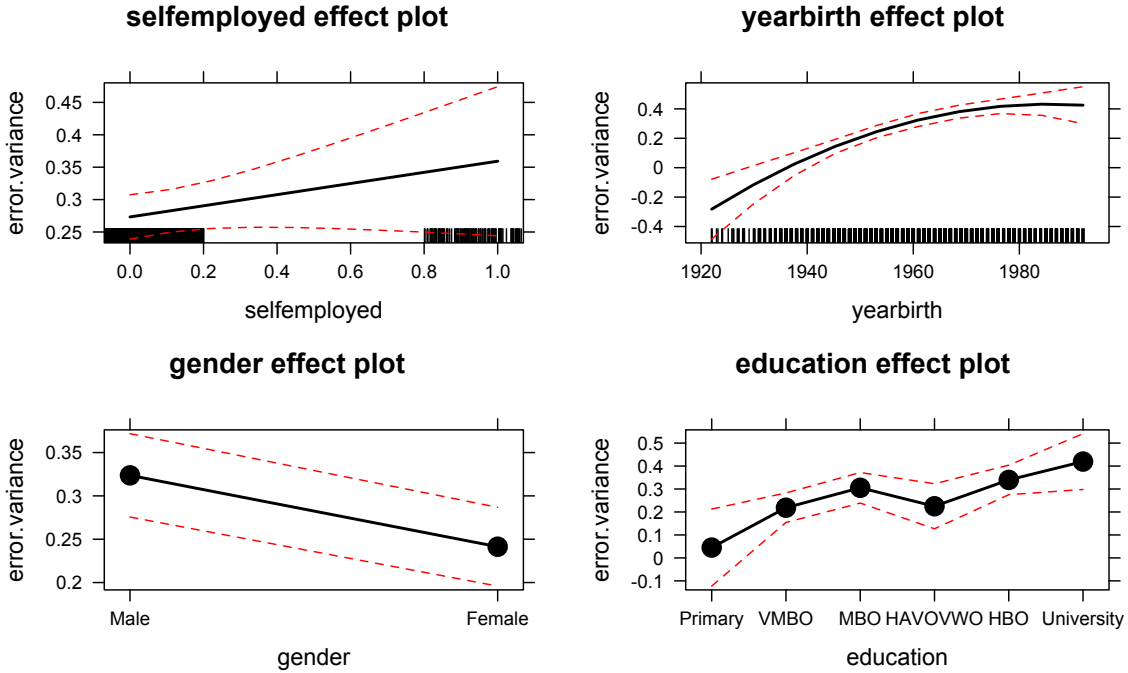 selfemployed effect plot
error.variance
0.45
0.4
0.35
0.3
0.25
0.0 0.2 0.4 0.6 0.8 1.0
selfemployed
yearbirth effect plot
error.variance
0.4
0.2
0
-0.2
-0.4
1920 1940 1960 1980
yearbirth
gender effect plot
error.variance
0.35
0.3
0.25
0.2
Male Female
gender
education effect plot
error.variance
0.5
0.4
0.3
0.2
0.1
0
-0.1
Primary VMBO MBO HAVOVWO HBO University
education